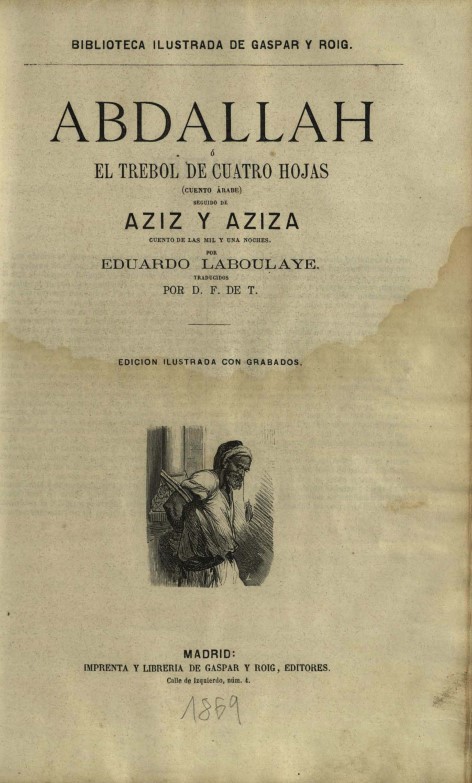 BIBLIOTECA ILUSTRADA DE GASPAR Y ROIG.
ABDALLAH
ó
EL TREBOL DE CUATRO HOJAS
(CUENTO ÁRABE)
SEGUIDO DE
AZIZ Y AZIZA
CUENTO DE LAS MIL Y UNA NOCHES.
POR
EDUARDO LABOULAYE.
TRADUCIDOS
POR D. F. DE T.
EDICION ILUSTRADA CON GRABADOS.
MADRID:
IMPRENTA Y LIBRERIA DE GASPAR Y ROIG, EDITORES.
Calle de Izquierdo, núm. 4.
1869